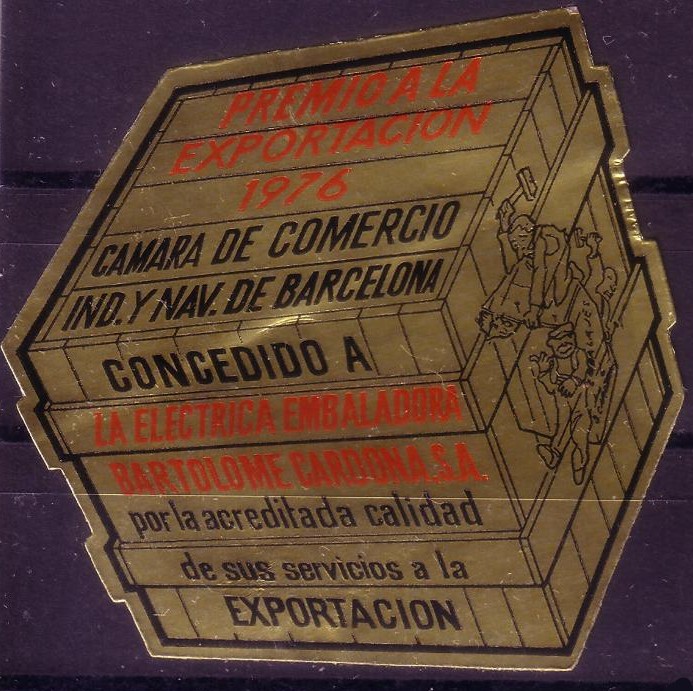 PREMIO A LA
EXPORTACION
1976
CAMARA DE COMERCIO
IND. Y NAV. DE BARCELONA
CONCEDIDO A
LA ELECTRICA EMBALADORA
BARTOLOME CARDONA, S.A.
por la acreditada calidad
de sus servicios a la
EXPORTACION
EMBALAJES